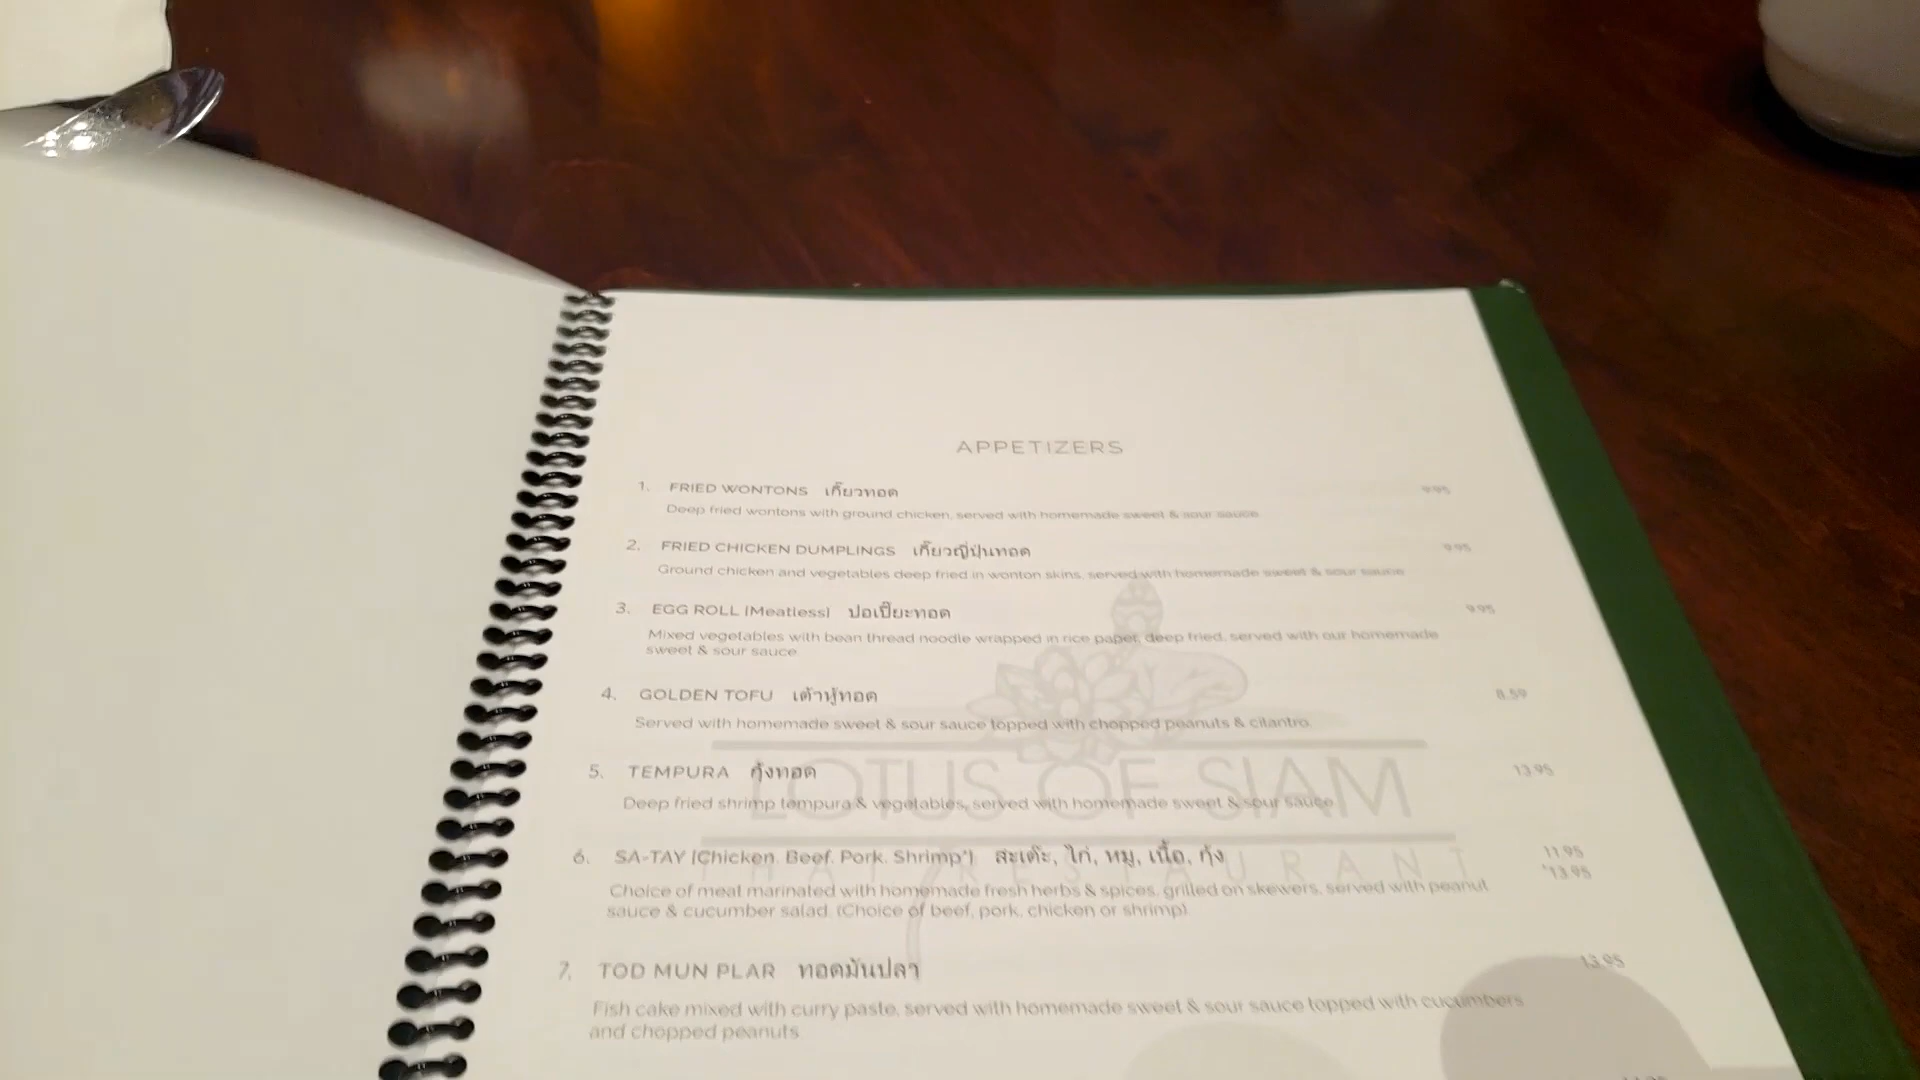 APPETIZERS
1. FRIED WONTONS เกี๊ยวทอด 9.95
Deep fried wontons with ground chicken, served with homemade sweet & sour sauce
2. FRIED CHICKEN DUMPLINGS เกี๊ยวญี่ปุ่นทอด 9.95
Ground chicken and vegetables deep fried in wonton skins, served with homemade sweet & sour sauce
3. EGG ROLL (Meatless) ปอเปี๊ยะทอด 9.95
Mixed vegetables with bean thread noodle wrapped in rice paper, deep fried, served with our homemade
sweet & sour sauce
4. GOLDEN TOFU เต้าหู้ทอด 8.59
Served with homemade sweet & sour sauce topped with chopped peanuts & cilantro.
5. TEMPURA กุ้งทอด 13.95
Deep fried shrimp tempura & vegetables, served with homemade sweet & sour sauce
LOTUS OF SIAM
THAI RESTAURANT
6. SA-TAY (Chicken, Beef, Pork, Shrimp*) สะเต๊ะ, ไก่, หมู, เนื้อ, กุ้ง 11.95
*13.95
Choice of meat marinated with homemade fresh herbs & spices, grilled on skewers, served with peanut
sauce & cucumber salad. (Choice of beef, pork, chicken or shrimp)
7. TOD MUN PLAR ทอดมันปลา 13.95
Fish cake mixed with curry paste, served with homemade sweet & sour sauce topped with cucumbers
and chopped peanuts